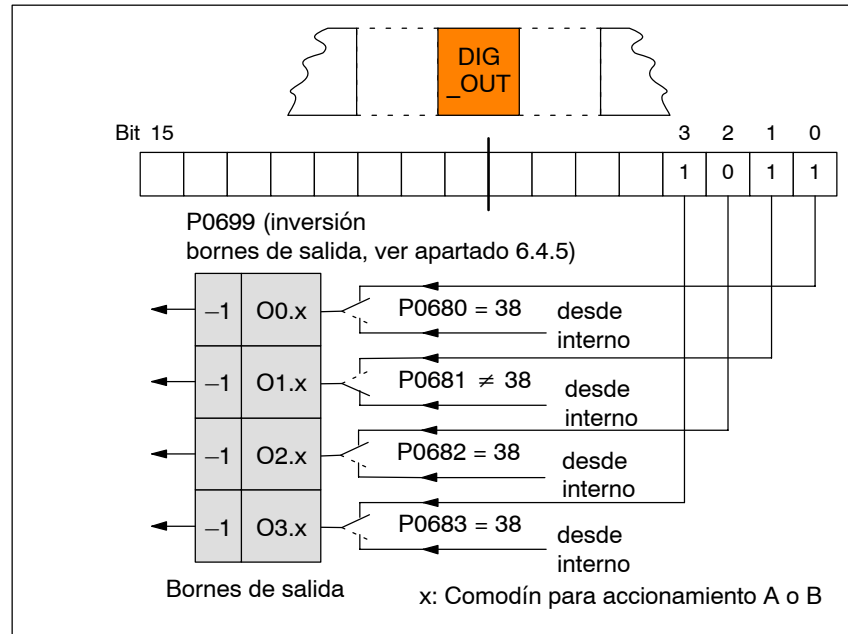 DIG
_OUT
Bit 15 3 2 1 0
1 0 1 1
P0699 (inversión
bornes de salida, ver apartado 6.4.5)
–1 O0.x P0680 = 38 desde
interno
–1 O1.x P0681 ≠ 38 desde
interno
–1 O2.x P0682 = 38 desde
interno
–1 O3.x P0683 = 38 desde
interno
Bornes de salida
x: Comodín para accionamiento A o B